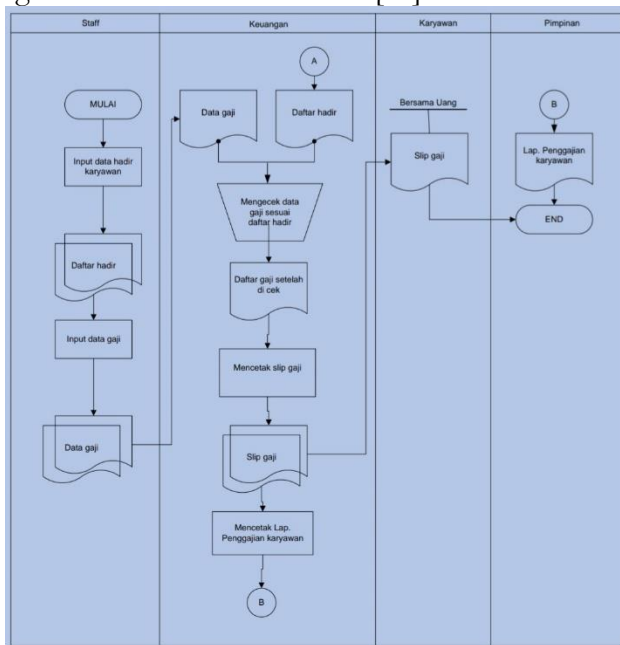 Staff
Keuangan
Karyawan
Pimpinan
MULAI
Input data hadir
karyawan
Daftar hadir
Input data gaji
Data gaji
A
Data gaji
Daftar hadir
Mengecek data
gaji sesuai
daftar hadir
Daftar gaji setelah
di cek
Mencetak slip gaji
Slip gaji
Mencetak Lap.
Penggajian karyawan
B
Bersama Uang
Slip gaji
B
Lap. Penggajian
karyawan
END